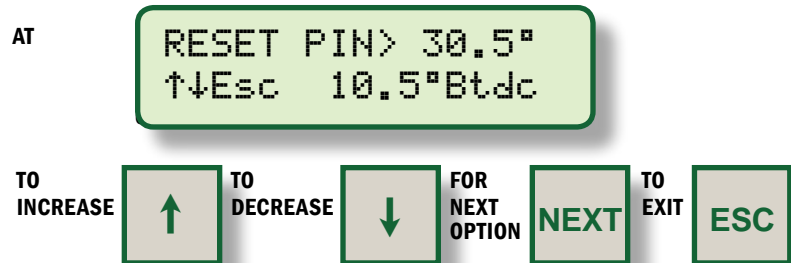 AT
RESET PIN> 30.5°
↑↓Esc 10.5°Btdc
TO INCREASE
↑
TO DECREASE
↓
FOR NEXT OPTION
NEXT
TO EXIT
ESC